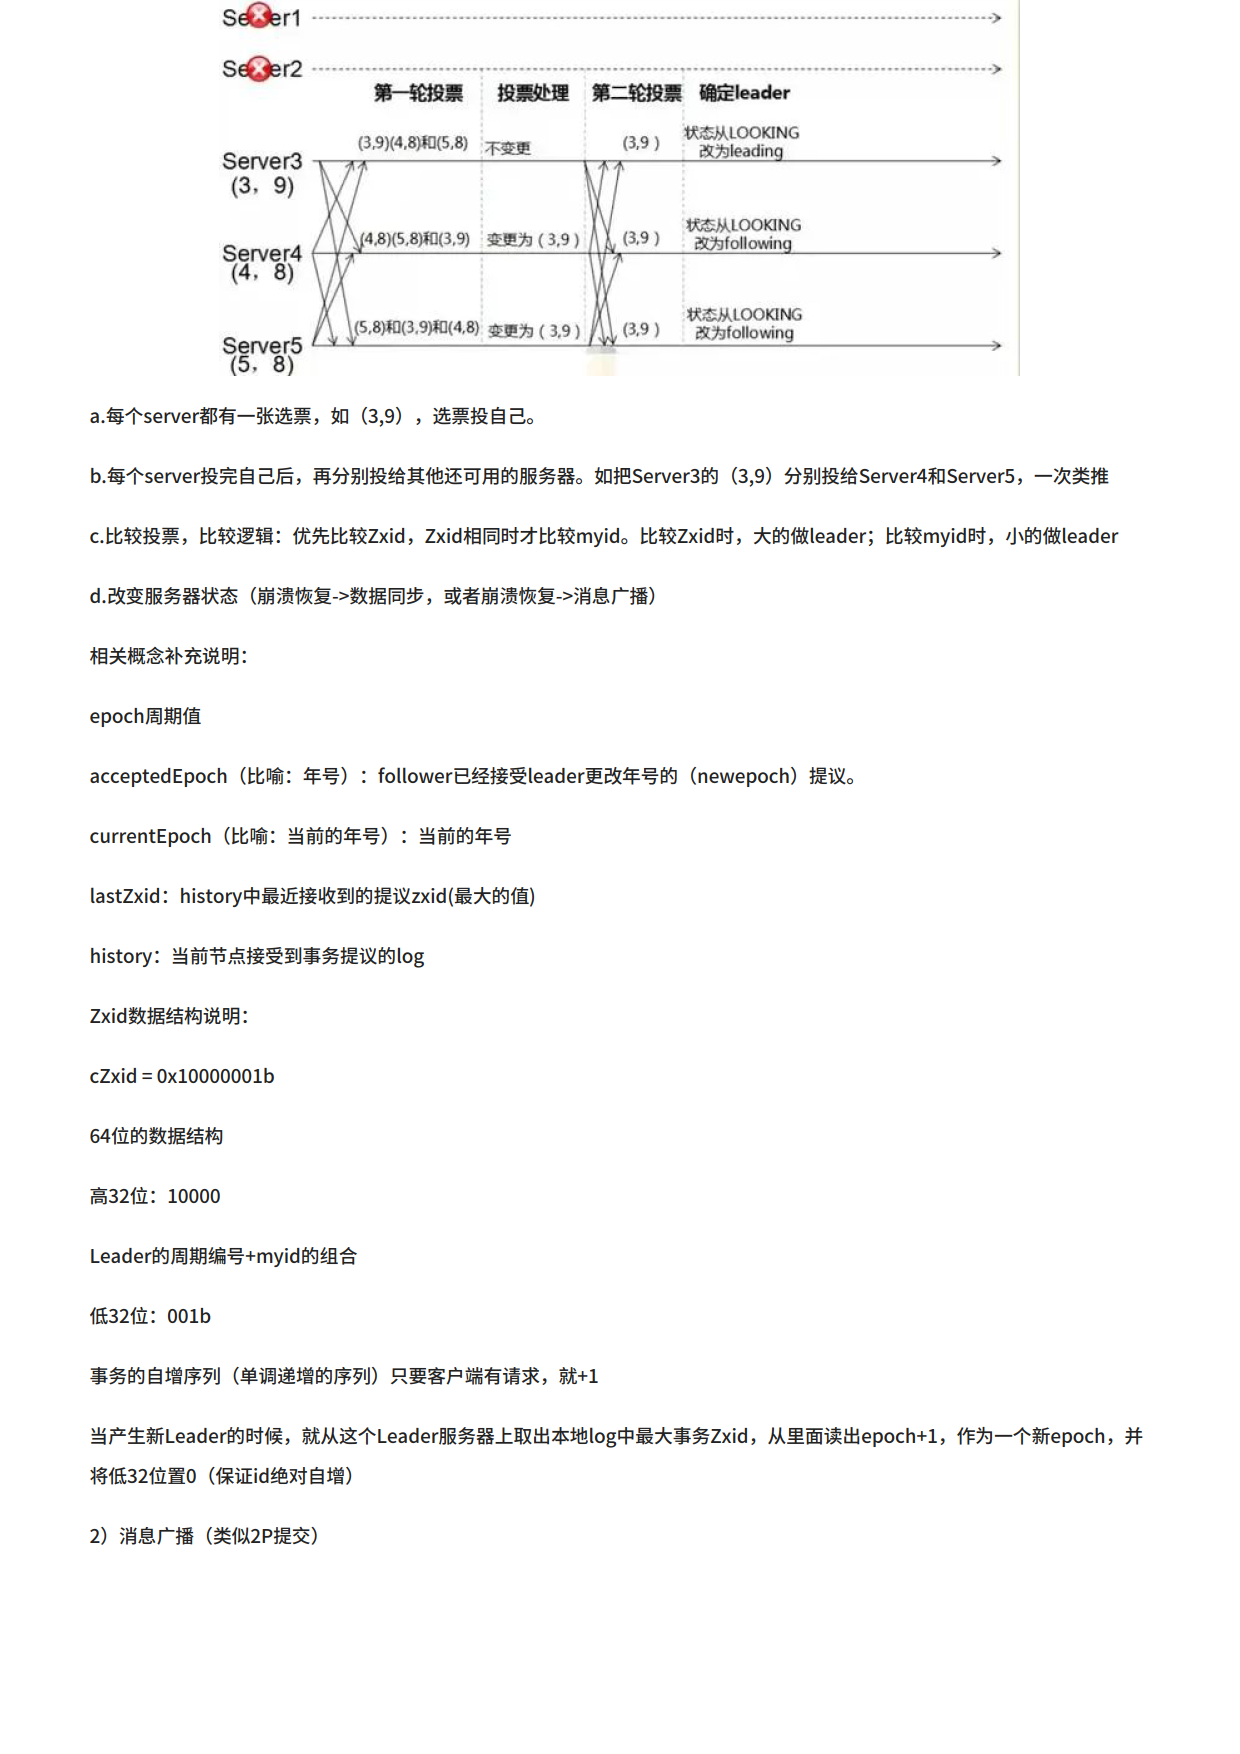 Server1
Server2
第一轮投票 投票处理 第二轮投票 确定leader
(3,9)(4,8)和(5,8) 不变更 (3,9 ) 状态从LOOKING
改为leading
Server3
(3，9)
(4,8)(5,8)和(3,9) 变更为 ( 3,9 ) (3,9 ) 状态从LOOKING
改为following
Server4
(4，8)
(5,8)和(3,9)和(4,8) 变更为 ( 3,9 ) (3,9 ) 状态从LOOKING
改为following
Server5
(5，8)
a.每个server都有一张选票，如（3,9），选票投自己。
b.每个server投完自己后，再分别投给其他还可用的服务器。如把Server3的（3,9）分别投给Server4和Server5，一次类推
c.比较投票，比较逻辑：优先比较Zxid，Zxid相同时才比较myid。比较Zxid时，大的做leader；比较myid时，小的做leader
d.改变服务器状态（崩溃恢复->数据同步，或者崩溃恢复->消息广播）
相关概念补充说明：
epoch周期值
acceptedEpoch（比喻：年号）：follower已经接受leader更改年号的（newepoch）提议。
currentEpoch（比喻：当前的年号）：当前的年号
lastZxid：history中最近接收到的提议zxid(最大的值)
history：当前节点接受到事务提议的log
Zxid数据结构说明：
cZxid = 0x10000001b
64位的数据结构
高32位：10000
Leader的周期编号+myid的组合
低32位：001b
事务的自增序列（单调递增的序列）只要客户端有请求，就+1
当产生新Leader的时候，就从这个Leader服务器上取出本地log中最大事务Zxid，从里面读出epoch+1，作为一个新epoch，并
将低32位置0（保证id绝对自增）
2）消息广播（类似2P提交）